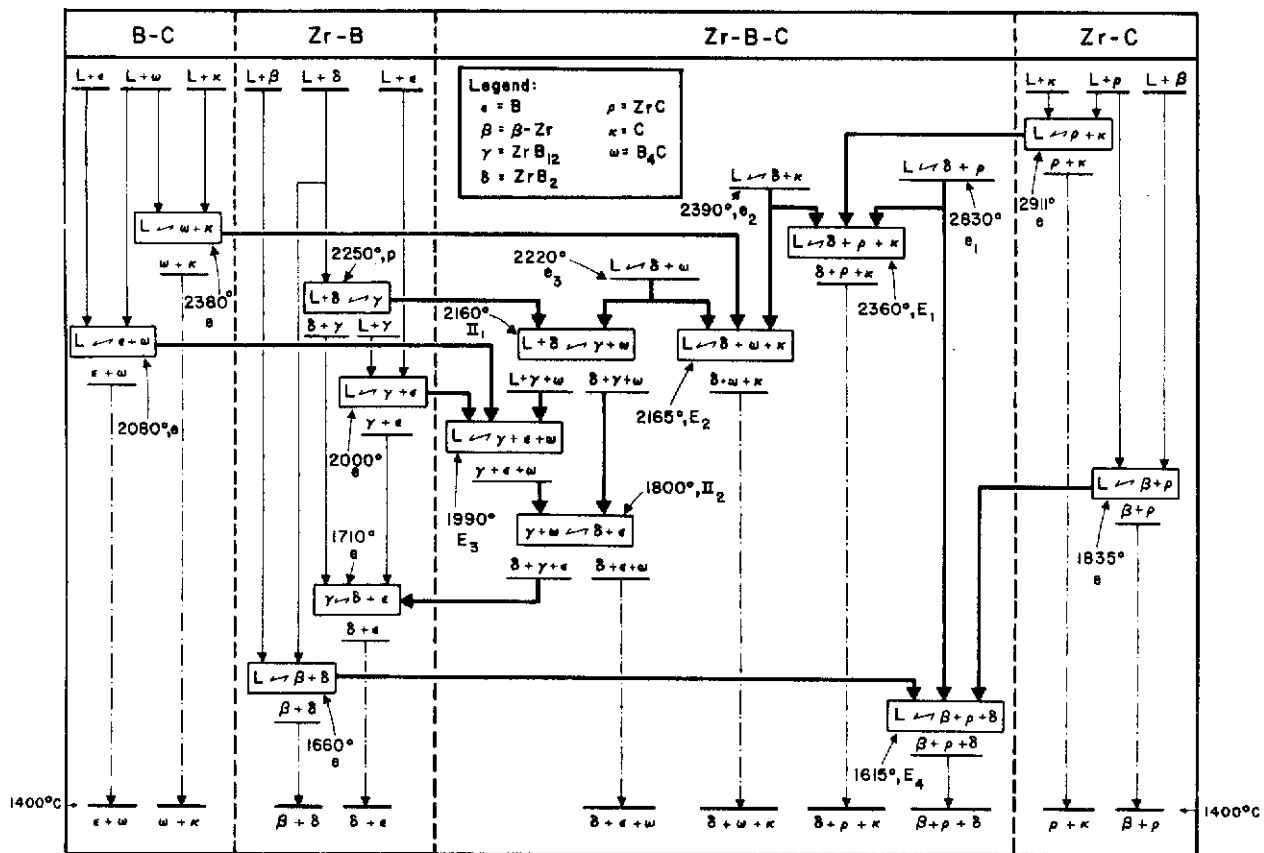 B-C
Zr-B
Zr-B-C
Zr-C
L+ϵ
L+ω
L+κ
L+β
L+δ
L+ϵ
L+κ
L+ρ
L+β
Legend:
ϵ = B
ρ = ZrC
β = β-Zr
κ = C
γ = ZrB12
ω = B4C
δ = ZrB2
L ⇌ ρ + κ
ρ + κ
2911°
e
L ⇌ δ + κ
2390°, e2
L ⇌ δ + ρ
2830°
e1
L ⇌ ω + κ
ω + κ
2380°
e
L ⇌ δ + ρ + κ
δ + ρ + κ
2360°, E1
2250°, p
L + δ ⇌ γ
δ + γ
L + γ
2220°
e3
L ⇌ δ + ω
L ⇌ ϵ + ω
ϵ + ω
2080°, e
2160°
II1
L + δ ⇌ γ + ω
L + γ + ω
δ + γ + ω
L ⇌ δ + ω + κ
δ + ω + κ
2165°, E2
L ⇌ γ + ϵ
γ + ϵ
2000°
e
L ⇌ γ + ϵ + ω
γ + ϵ + ω
1990°
E3
1800°, II2
γ + ω ⇌ δ + ϵ
δ + γ + ϵ
δ + ϵ + ω
L ⇌ β + ρ
β + ρ
1835°
e
1710°
e
γ ⇌ δ + ϵ
δ + ϵ
L ⇌ β + δ
β + δ
1660°
e
L ⇌ β + ρ + δ
β + ρ + δ
1615°, E4
1400°C
ϵ + ω
ω + κ
β + δ
δ + ϵ
δ + ϵ + ω
δ + ω + κ
δ + ρ + κ
β + ρ + δ
ρ + κ
β + ρ
1400°C